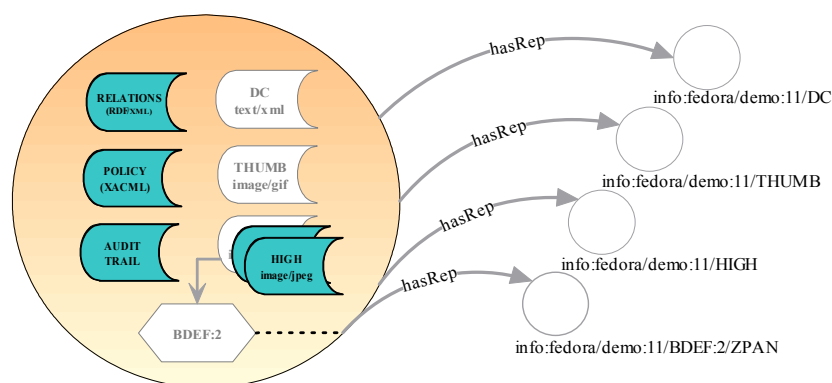 hasRep
info:fedora/demo:11/DC
RELATIONS
(RDF/XML)
DC
text/xml
hasRep
info:fedora/demo:11/THUMB
POLICY
(XACML)
THUMB
image/gif
hasRep
info:fedora/demo:11/HIGH
AUDIT
TRAIL
HIGH
image/jpeg
hasRep
info:fedora/demo:11/BDEF:2/ZPAN
BDEF:2